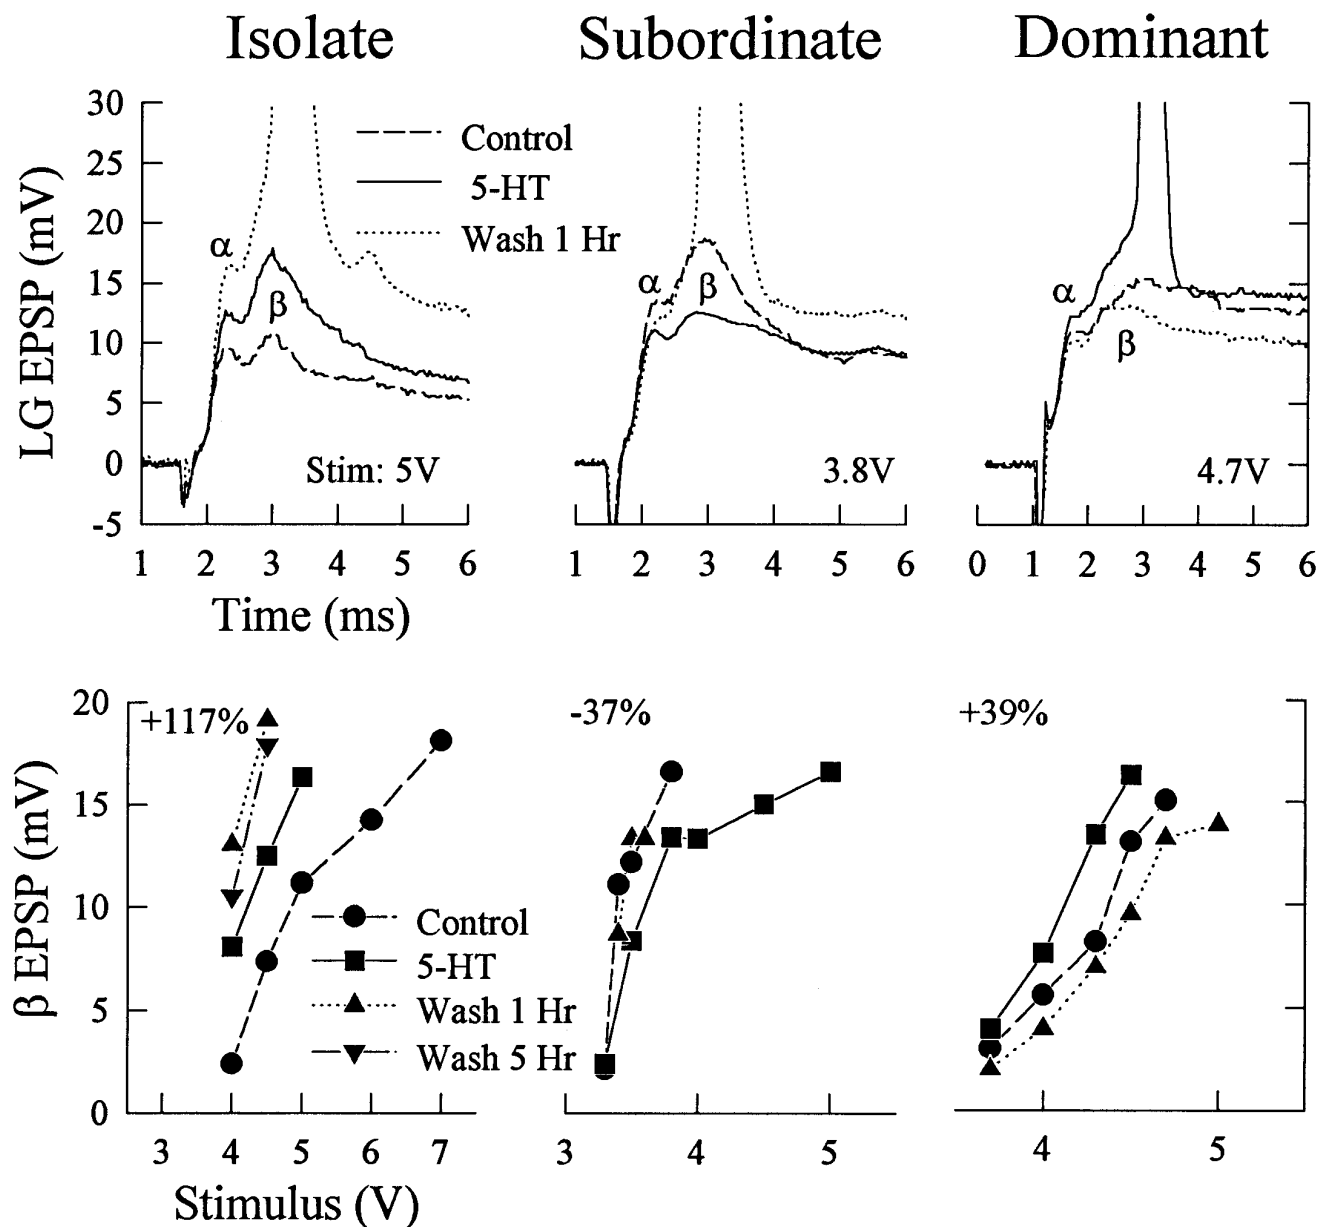 Isolate Subordinate Dominant
LG EPSP (mV)
30
25
20
15
10
5
0
-5
Control
5-HT
Wash 1 Hr
α
β
α
β
α
β
Stim: 5V
3.8V
4.7V
1 2 3 4 5 6
1 2 3 4 5 6
0 1 2 3 4 5 6
Time (ms)
β EPSP (mV)
20
15
10
5
0
+117%
-37%
+39%
Control
5-HT
Wash 1 Hr
Wash 5 Hr
3 4 5 6 7
3 4 5
4 5
Stimulus (V)